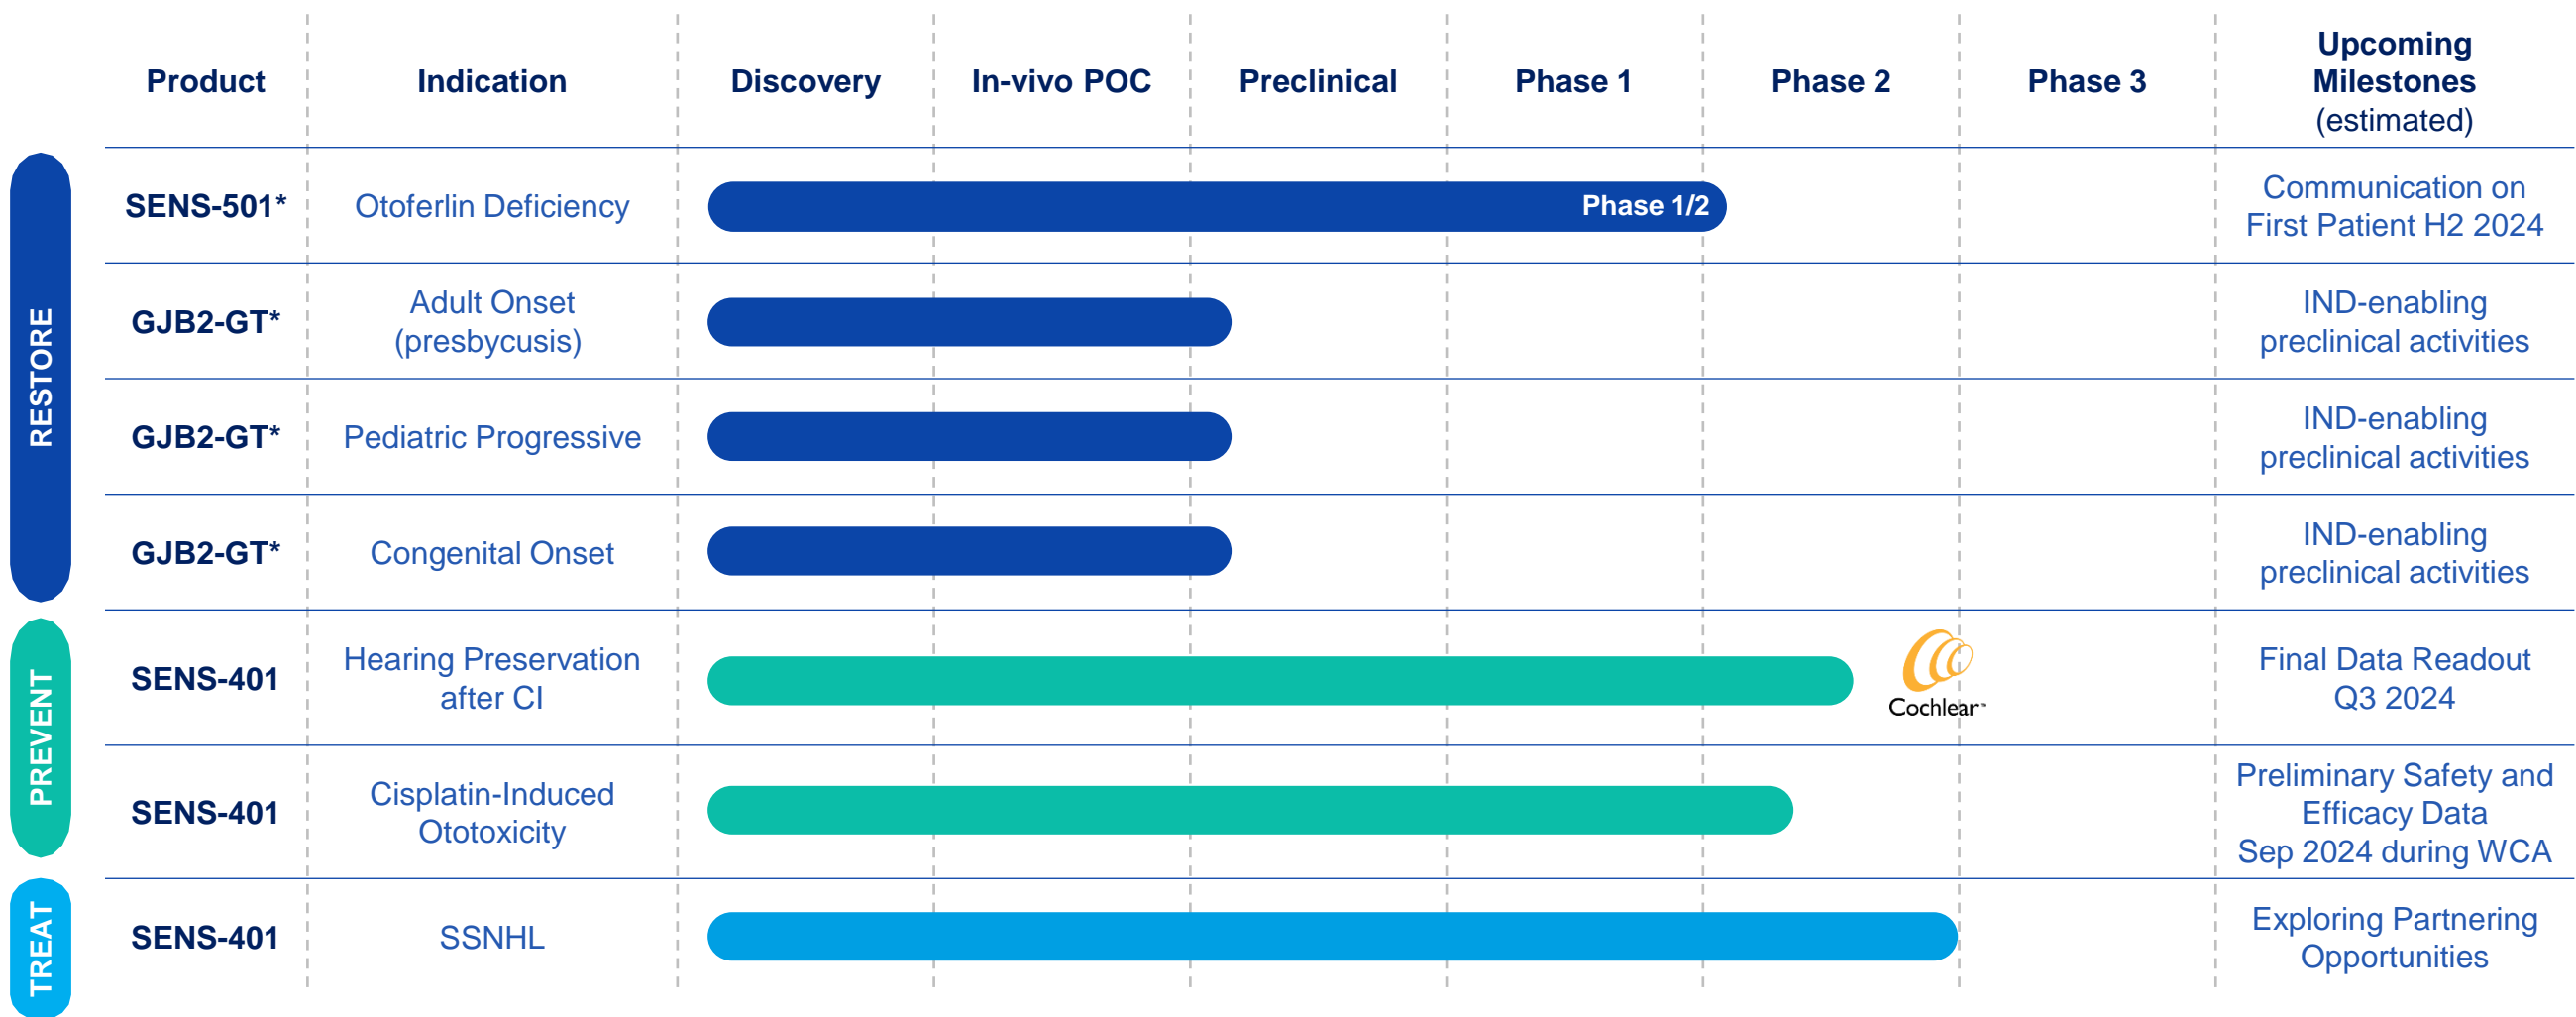 Product
Indication
Discovery
In-vivo POC
Preclinical
Phase 1
Phase 2
Phase 3
Upcoming
Milestones
(estimated)
RESTORE
SENS-501*
Otoferlin Deficiency
Phase 1/2
Communication on
First Patient H2 2024
GJB2-GT*
Adult Onset
(presbycusis)
IND-enabling
preclinical activities
GJB2-GT*
Pediatric Progressive
IND-enabling
preclinical activities
GJB2-GT*
Congenital Onset
IND-enabling
preclinical activities
PREVENT
SENS-401
Hearing Preservation
after CI
Cochlear™
Final Data Readout
Q3 2024
SENS-401
Cisplatin-Induced
Ototoxicity
Preliminary Safety and
Efficacy Data
Sep 2024 during WCA
TREAT
SENS-401
SSNHL
Exploring Partnering
Opportunities